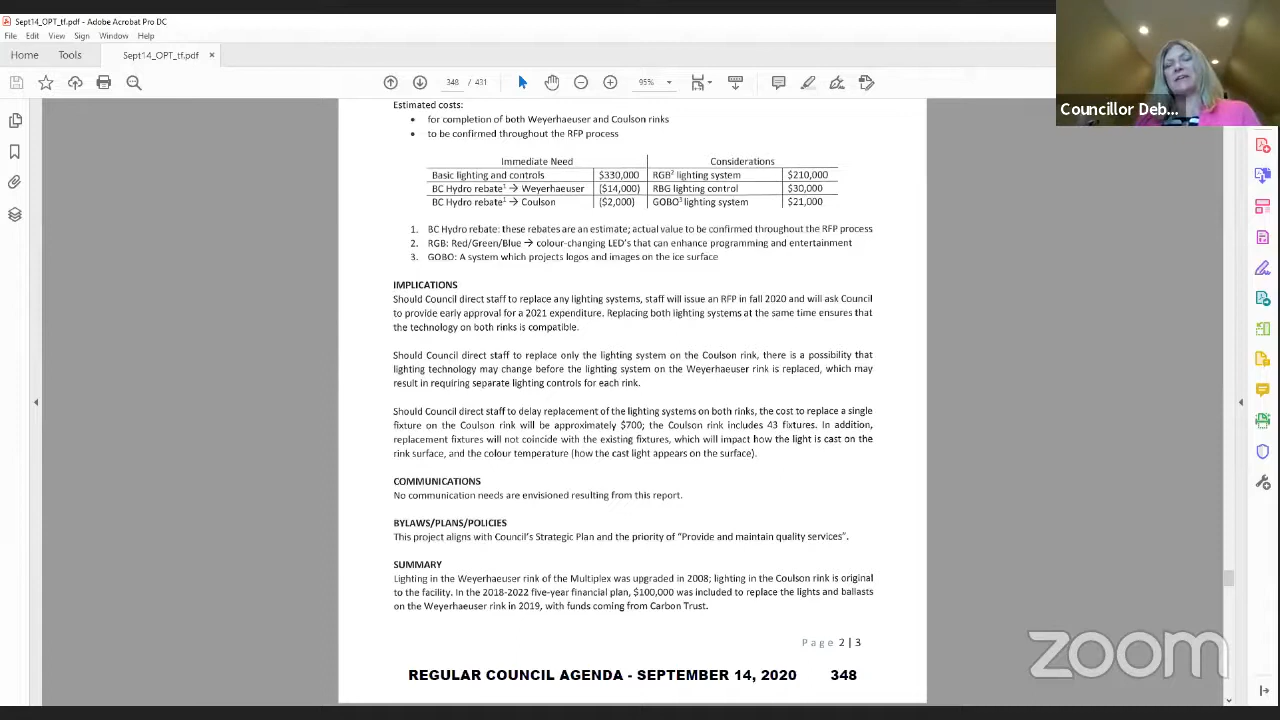 Sept14_OPT_tf.pdf - Adobe Acrobat Pro DC
File Edit View Sign Window Help
Home Tools Sept14_OPT_tf.pdf ×
348 / 431 95%
Councillor Deb...
Estimated costs:
• for completion of both Weyerhaeuser and Coulson rinks
• to be confirmed throughout the RFP process
Immediate Need Considerations
Basic lighting and controls $330,000 RGB² lighting system $210,000
BC Hydro rebate¹ → Weyerhaeuser ($14,000) RBG lighting control $30,000
BC Hydro rebate¹ → Coulson ($2,000) GOBO³ lighting system $21,000
1. BC Hydro rebate: these rebates are an estimate; actual value to be confirmed throughout the RFP process
2. RGB: Red/Green/Blue → colour-changing LED's that can enhance programming and entertainment
3. GOBO: A system which projects logos and images on the ice surface
IMPLICATIONS
Should Council direct staff to replace any lighting systems, staff will issue an RFP in fall 2020 and will ask Council
to provide early approval for a 2021 expenditure. Replacing both lighting systems at the same time ensures that
the technology on both rinks is compatible.
Should Council direct staff to replace only the lighting system on the Coulson rink, there is a possibility that
lighting technology may change before the lighting system on the Weyerhaeuser rink is replaced, which may
result in requiring separate lighting controls for each rink.
Should Council direct staff to delay replacement of the lighting systems on both rinks, the cost to replace a single
fixture on the Coulson rink will be approximately $700; the Coulson rink includes 43 fixtures. In addition,
replacement fixtures will not coincide with the existing fixtures, which will impact how the light is cast on the
rink surface, and the colour temperature (how the cast light appears on the surface).
COMMUNICATIONS
No communication needs are envisioned resulting from this report.
BYLAWS/PLANS/POLICIES
This project aligns with Council's Strategic Plan and the priority of "Provide and maintain quality services".
SUMMARY
Lighting in the Weyerhaeuser rink of the Multiplex was upgraded in 2008; lighting in the Coulson rink is original
to the facility. In the 2018-2022 five-year financial plan, $100,000 was included to replace the lights and ballasts
on the Weyerhaeuser rink in 2019, with funds coming from Carbon Trust.
Page 2 | 3
REGULAR COUNCIL AGENDA - SEPTEMBER 14, 2020 348
zoom